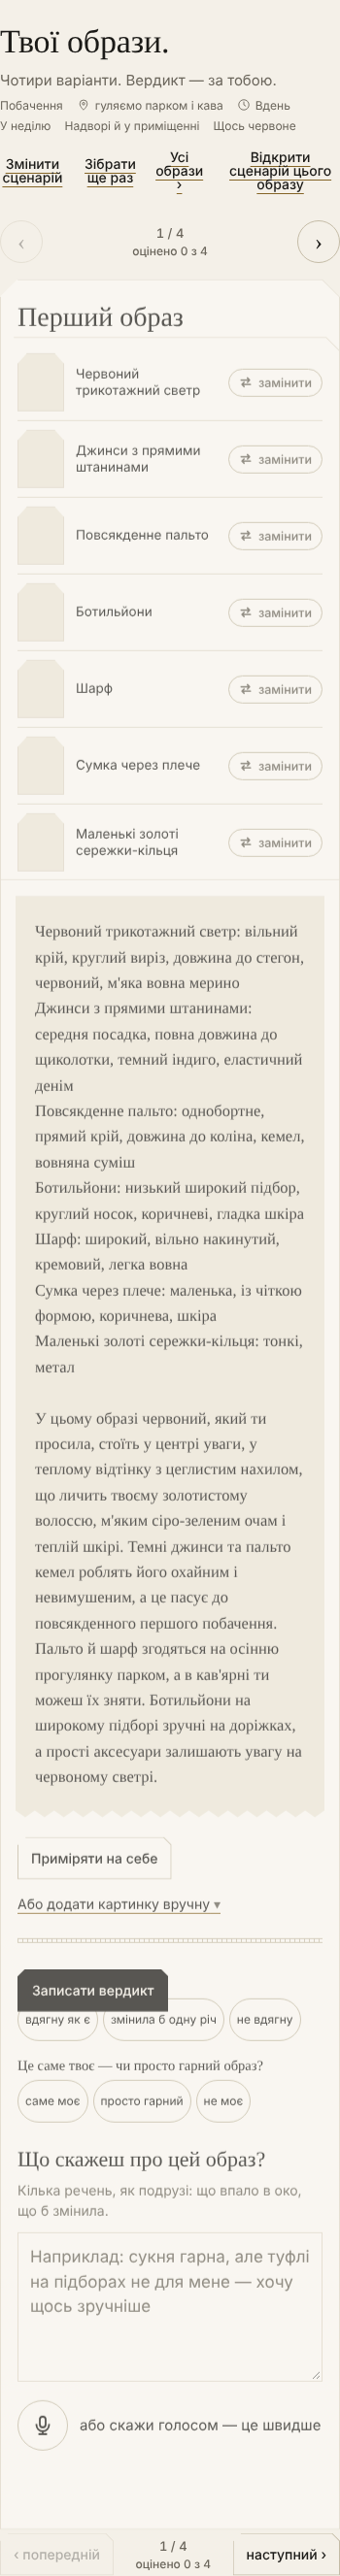 Твої образи.
Чотири варіанти. Вердикт — за тобою.
Побачення гуляємо парком і кава Вдень
У неділю Надворі й у приміщенні Щось червоне
Змінити сценарій
Зібрати ще раз
Усі образи ›
Відкрити сценарій цього образу
‹
1 / 4
оцінено 0 з 4
›
Перший образ
Червоний
трикотажний светр
замінити
Джинси з прямими
штанинами
замінити
Повсякденне пальто
замінити
Ботильйони
замінити
Шарф
замінити
Сумка через плече
замінити
Маленькі золоті
сережки-кільця
замінити
Червоний трикотажний светр: вільний
крій, круглий виріз, довжина до стегон,
червоний, м'яка вовна мерино
Джинси з прямими штанинами:
середня посадка, повна довжина до
щиколотки, темний індиго, еластичний
денім
Повсякденне пальто: однобортне,
прямий крій, довжина до коліна, кемел,
вовняна суміш
Ботильйони: низький широкий підбор,
круглий носок, коричневі, гладка шкіра
Шарф: широкий, вільно накинутий,
кремовий, легка вовна
Сумка через плече: маленька, із чіткою
формою, коричнева, шкіра
Маленькі золоті сережки-кільця: тонкі,
метал
У цьому образі червоний, який ти
просила, стоїть у центрі уваги, у
теплому відтінку з цеглистим нахилом,
що личить твоєму золотистому
волоссю, м'яким сіро-зеленим очам і
теплій шкірі. Темні джинси та пальто
кемел роблять його охайним і
невимушеним, а це пасує до
повсякденного першого побачення.
Пальто й шарф згодяться на осінню
прогулянку парком, а в кав'ярні ти
можеш їх зняти. Ботильйони на
широкому підборі зручні на доріжках,
а прості аксесуари залишають увагу на
червоному светрі.
Приміряти на себе
Або додати картинку вручну ▾
Записати вердикт
вдягну як є змінила б одну річ не вдягну
Це саме твоє — чи просто гарний образ?
саме моє просто гарний не моє
Що скажеш про цей образ?
Кілька речень, як подрузі: що впало в око,
що б змінила.
Наприклад: сукня гарна, але туфлі
на підборах не для мене — хочу
щось зручніше
або скажи голосом — це швидше
‹ попередній
1 / 4
оцінено 0 з 4
наступний ›